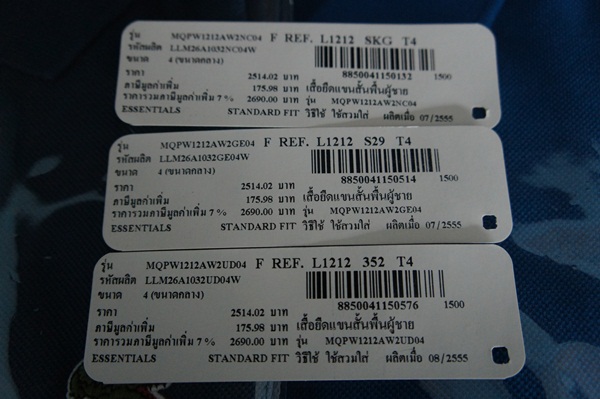 รุ่น MQPW1212AW2NC04 F REF. L1212 SKG T4
รหัสผลิต LLM26A1032NC04W
ขนาด 4 (ขนาดกลาง)
ราคา 2514.02 บาท 8850041150132 1500
ภาษีมูลค่าเพิ่ม 175.98 บาท เสื้อยืดแขนสั้นพื้นผู้ชาย
ราคารวมภาษีมูลค่าเพิ่ม 7 % 2690.00 บาท รุ่น MQPW1212AW2NC04
ESSENTIALS STANDARD FIT วิธีใช้ ใช้สวมใส่ ผลิตเมื่อ 07/2555
รุ่น MQPW1212AW2GE04 F REF. L1212 S29 T4
รหัสผลิต LLM26A1032GE04W
ขนาด 4 (ขนาดกลาง)
ราคา 2514.02 บาท 8850041150514 1500
ภาษีมูลค่าเพิ่ม 175.98 บาท เสื้อยืดแขนสั้นพื้นผู้ชาย
ราคารวมภาษีมูลค่าเพิ่ม 7 % 2690.00 บาท รุ่น MQPW1212AW2GE04
ESSENTIALS STANDARD FIT วิธีใช้ ใช้สวมใส่ ผลิตเมื่อ 07/2555
รุ่น MQPW1212AW2UD04 F REF. L1212 352 T4
รหัสผลิต LLM26A1032UD04W
ขนาด 4 (ขนาดกลาง)
ราคา 2514.02 บาท 8850041150576 1500
ภาษีมูลค่าเพิ่ม 175.98 บาท เสื้อยืดแขนสั้นพื้นผู้ชาย
ราคารวมภาษีมูลค่าเพิ่ม 7 % 2690.00 บาท รุ่น MQPW1212AW2UD04
ESSENTIALS STANDARD FIT วิธีใช้ ใช้สวมใส่ ผลิตเมื่อ 08/2555